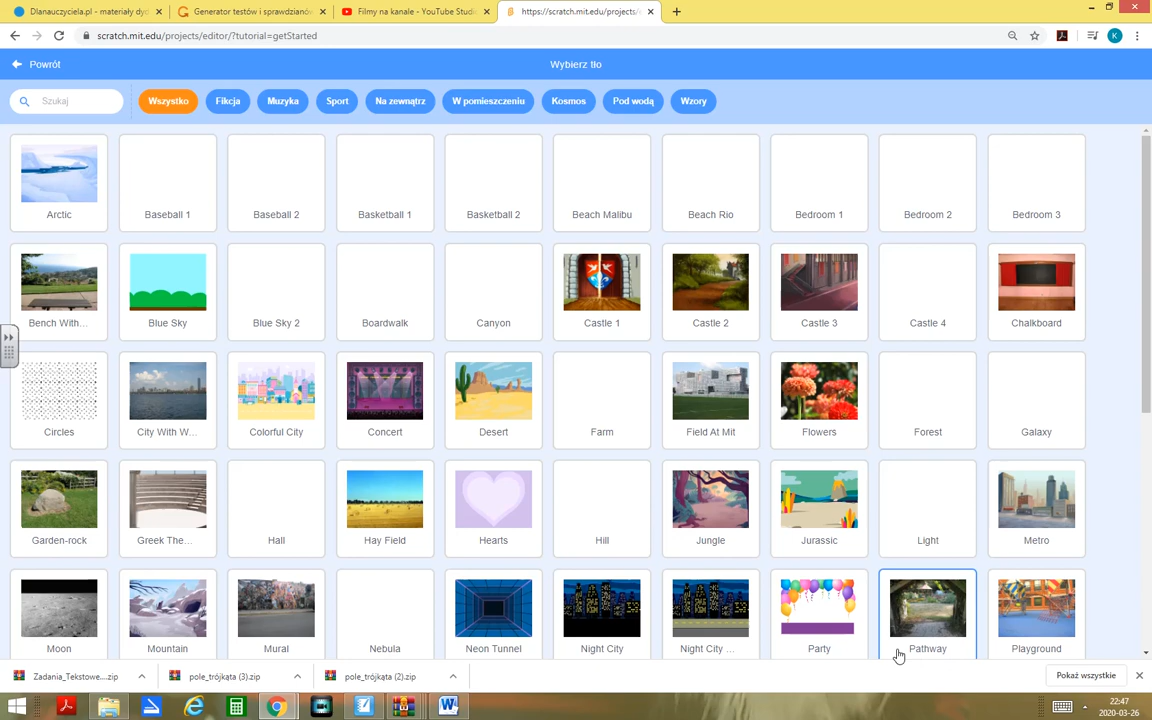 Dlanauczyciela.pl - materiały dyd
Generator testów i sprawdzianów
Filmy na kanale - YouTube Studi
https://scratch.mit.edu/projects/e
scratch.mit.edu/projects/editor/?tutorial=getStarted
K
Powrót
Wybierz tło
Szukaj
Wszystko
Fikcja
Muzyka
Sport
Na zewnątrz
W pomieszczeniu
Kosmos
Pod wodą
Wzory
Arctic
Baseball 1
Baseball 2
Basketball 1
Basketball 2
Beach Malibu
Beach Rio
Bedroom 1
Bedroom 2
Bedroom 3
Bench With...
Blue Sky
Blue Sky 2
Boardwalk
Canyon
Castle 1
Castle 2
Castle 3
Castle 4
Chalkboard
Circles
City With W...
Colorful City
Concert
Desert
Farm
Field At Mit
Flowers
Forest
Galaxy
Garden-rock
Greek The...
Hall
Hay Field
Hearts
Hill
Jungle
Jurassic
Light
Metro
Moon
Mountain
Mural
Nebula
Neon Tunnel
Night City
Night City ...
Party
Pathway
Playground
Zadania_Tekstowe....zip
pole_trójkąta (3).zip
pole_trójkąta (2).zip
Pokaż wszystkie
22:47
2020-03-26